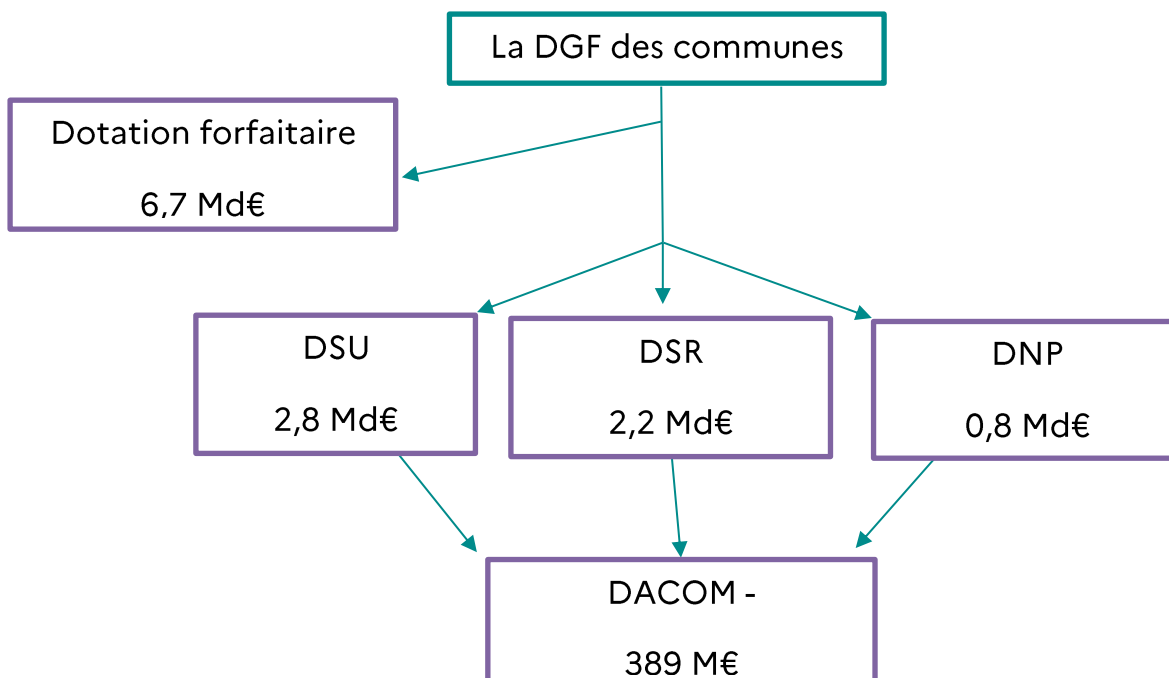 La DGF des communes
Dotation forfaitaire
6,7 Md€
DSU
2,8 Md€
DSR
2,2 Md€
DNP
0,8 Md€
DACOM -
389 M€